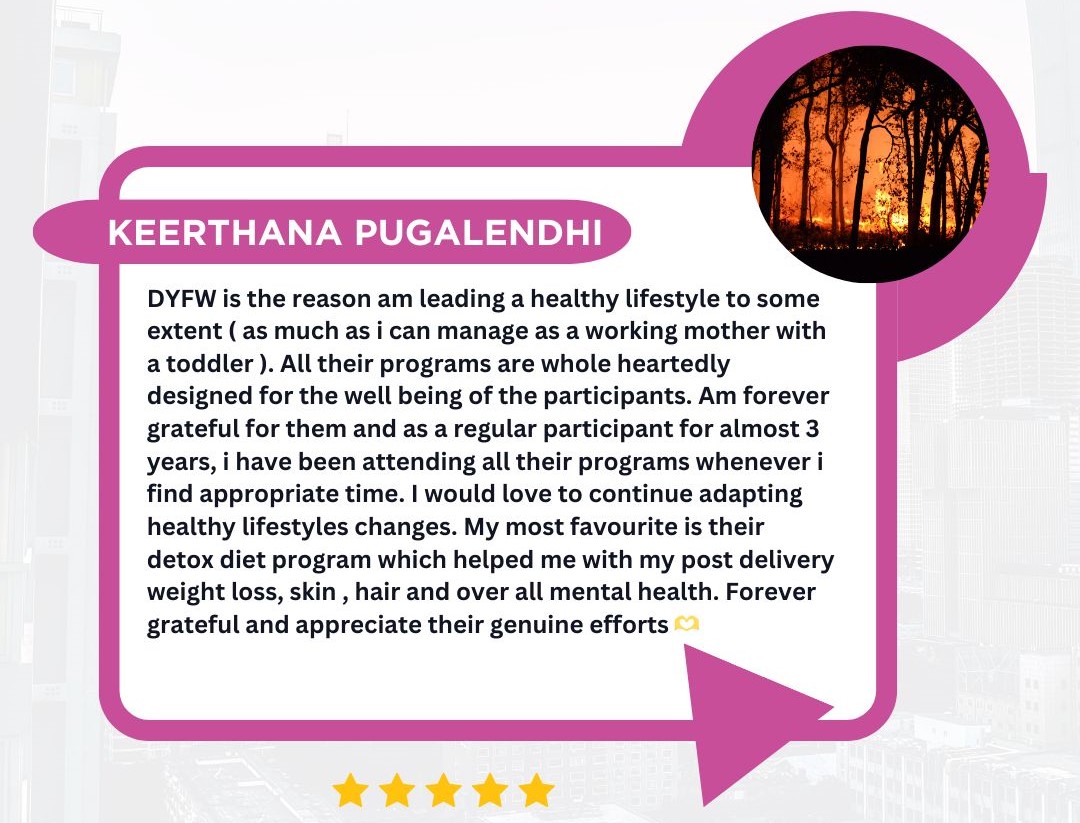 KEERTHANA PUGALENDHI
DYFW is the reason am leading a healthy lifestyle to some
extent ( as much as i can manage as a working mother with
a toddler ). All their programs are whole heartedly
designed for the well being of the participants. Am forever
grateful for them and as a regular participant for almost 3
years, i have been attending all their programs whenever i
find appropriate time. I would love to continue adapting
healthy lifestyles changes. My most favourite is their
detox diet program which helped me with my post delivery
weight loss, skin , hair and over all mental health. Forever
grateful and appreciate their genuine efforts 🫶